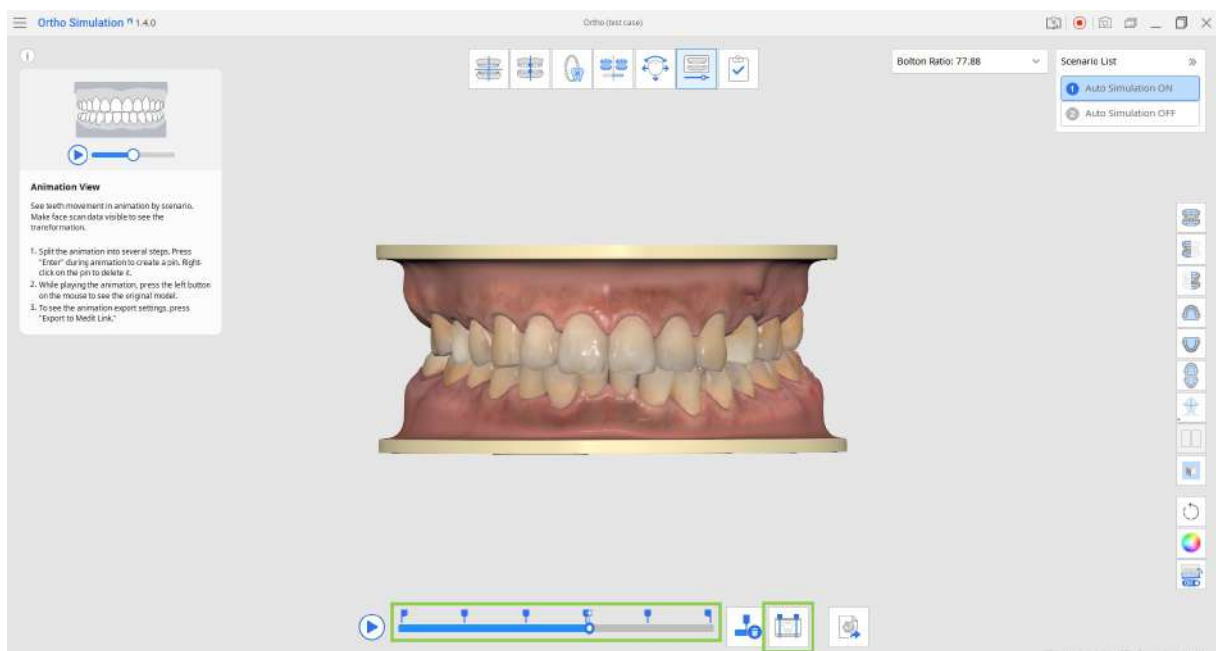 Ortho Simulation 1.4.0
Ortho (test case)
Bolton Ratio: 77.88
Scenario List
1 Auto Simulation ON
2 Auto Simulation OFF
Animation View
See teeth movement in animation by scenario.
Make face scan data visible to see the
transformation.
1. Split the animation into several steps. Press
"Enter" during animation to create a pin. Right-
click on the pin to delete it.
2. While playing the animation, press the left button
on the mouse to see the original model.
3. To see the animation export settings, press
"Export to Medit Link."